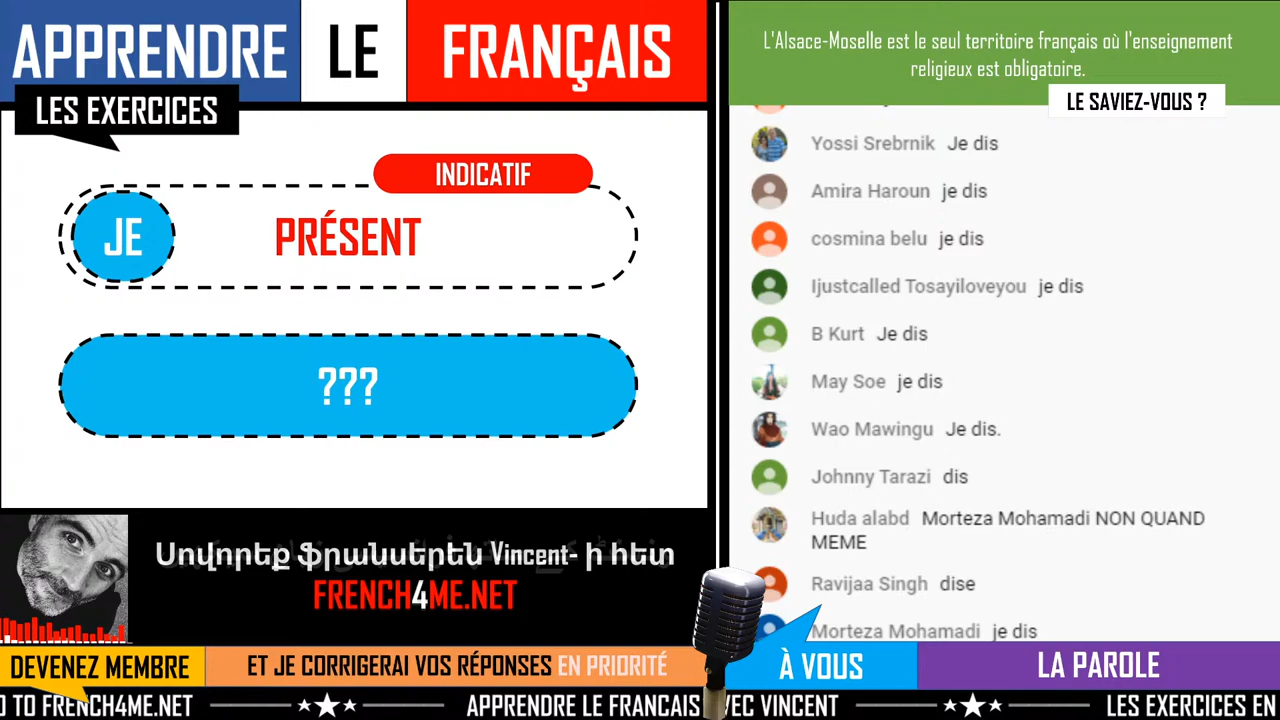 APPRENDRE LE FRANÇAIS
LES EXERCICES
INDICATIF
JE PRÉSENT
???
Սովորեք ֆրանսերեն Vincent- ի հետ
FRENCH4ME.NET
DEVENEZ MEMBRE
ET JE CORRIGERAI VOS RÉPONSES EN PRIORITÉ
L'Alsace-Moselle est le seul territoire français où l'enseignement
religieux est obligatoire.
LE SAVIEZ-VOUS ?
Yossi Srebrnik Je dis
Amira Haroun je dis
cosmina belu je dis
Ijustcalled Tosayiloveyou je dis
B Kurt Je dis
May Soe je dis
Wao Mawingu Je dis.
Johnny Tarazi dis
Huda alabd Morteza Mohamadi NON QUAND
MEME
Ravijaa Singh dise
Morteza Mohamadi je dis
À VOUS
LA PAROLE
TO FRENCH4ME.NET APPRENDRE LE FRANÇAIS VEC VINCENT LES EXERCICES EN